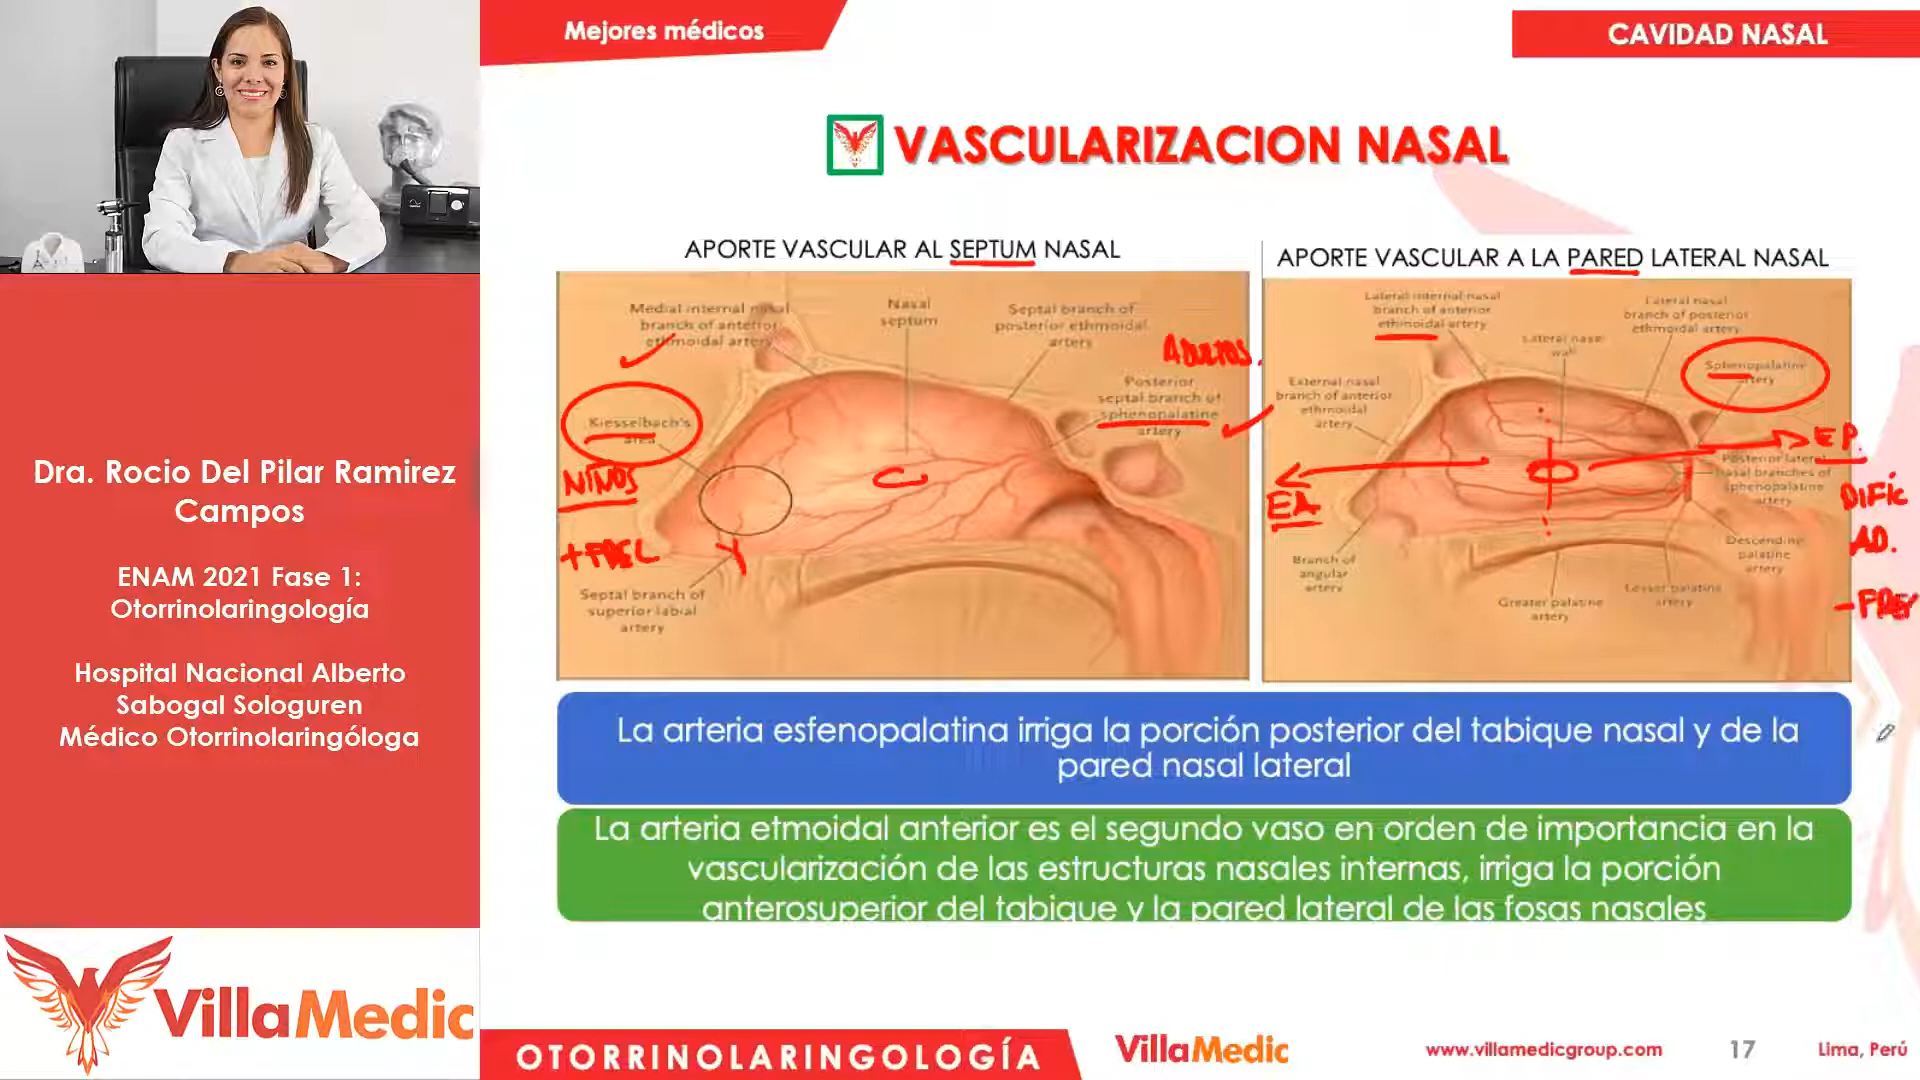 Mejores médicos
CAVIDAD NASAL
VASCULARIZACION NASAL
APORTE VASCULAR AL SEPTUM NASAL
Medial internal nasal
branch of anterior
ethmoidal artery
Nasal
septum
Septal branch of
posterior ethmoidal
artery
ADULTOS.
Posterior
septal branch of
sphenopalatine
artery
Kiesselbach's
area
NIÑOS
+ FREC
Septal branch of
superior labial
artery
APORTE VASCULAR A LA PARED LATERAL NASAL
Lateral internal nasal
branch of anterior
ethmoidal artery
Lateral nasal
branch of posterior
ethmoidal artery
Lateral nasal
wall
Sphenopalatine
artery
External nasal
branch of anterior
ethmoidal
artery
EP.
Posterior lateral
nasal branches of
sphenopalatine
artery
EA
DIFIC
AD.
Branch of
angular
artery
Descending
palatine
artery
Greater palatine
artery
Lesser palatine
artery
La arteria esfenopalatina irriga la porción posterior del tabique nasal y de la
pared nasal lateral
La arteria etmoidal anterior es el segundo vaso en orden de importancia en la
vascularización de las estructuras nasales internas, irriga la porción
anterosuperior del tabique y la pared lateral de las fosas nasales
Dra. Rocio Del Pilar Ramirez
Campos
ENAM 2021 Fase 1:
Otorrinolaringología
Hospital Nacional Alberto
Sabogal Sologuren
Médico Otorrinolaringóloga
VillaMedic
OTORRINOLARINGOLOGÍA
VillaMedic
www.villamedicgroup.com
17
Lima, Perú